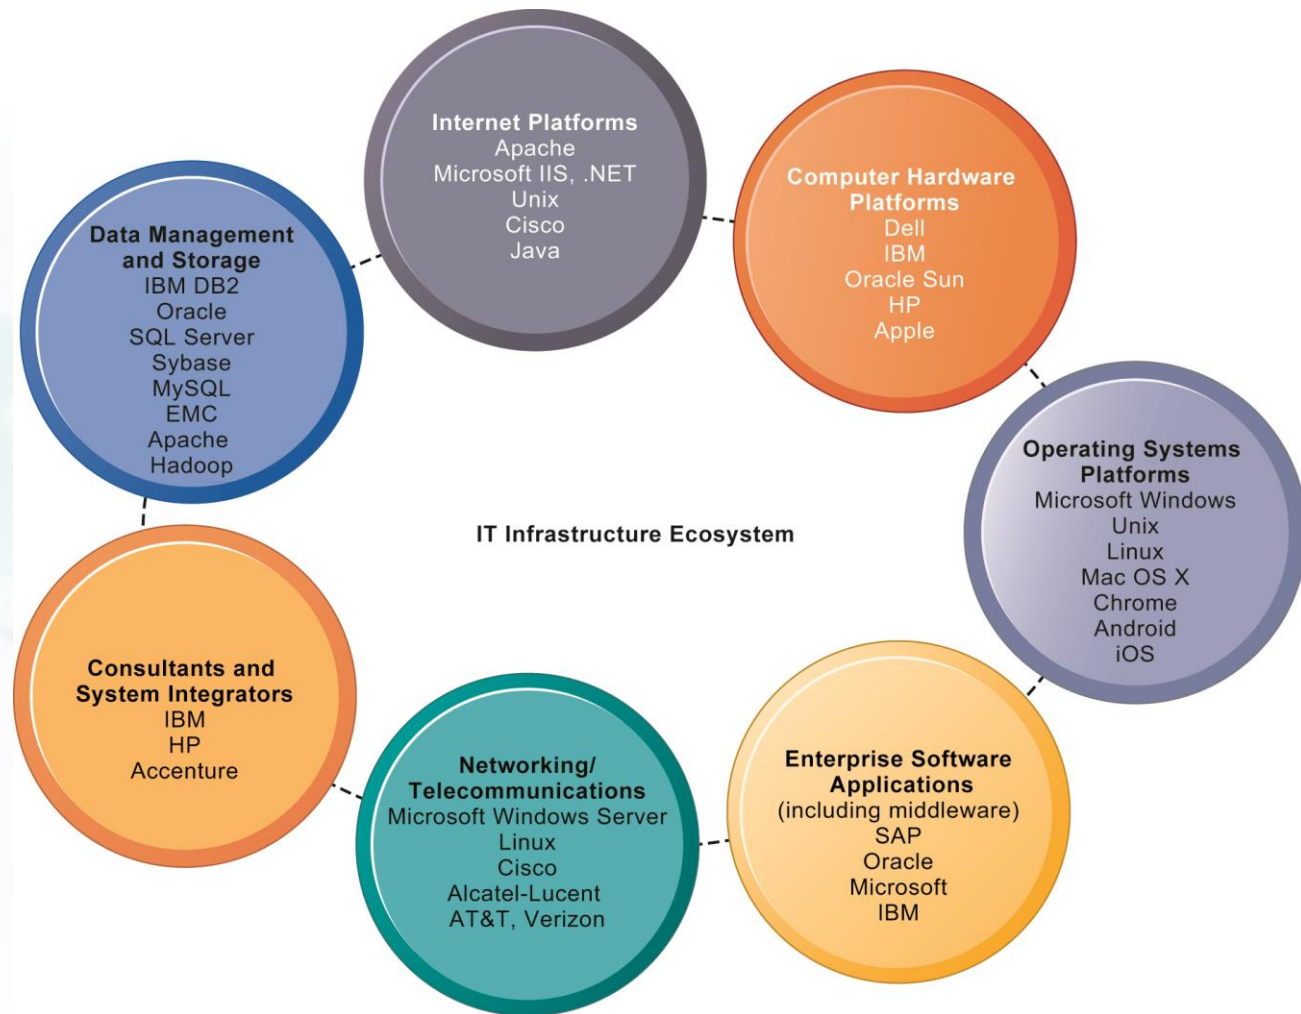 Internet Platforms
Apache
Microsoft IIS, .NET
Unix
Cisco
Java
Computer Hardware
Platforms
Dell
IBM
Oracle Sun
HP
Apple
Operating Systems
Platforms
Microsoft Windows
Unix
Linux
Mac OS X
Chrome
Android
iOS
Enterprise Software
Applications
(including middleware)
SAP
Oracle
Microsoft
IBM
Networking/
Telecommunications
Microsoft Windows Server
Linux
Cisco
Alcatel-Lucent
AT&T, Verizon
Consultants and
System Integrators
IBM
HP
Accenture
Data Management
and Storage
IBM DB2
Oracle
SQL Server
Sybase
MySQL
EMC
Apache
Hadoop
IT Infrastructure Ecosystem